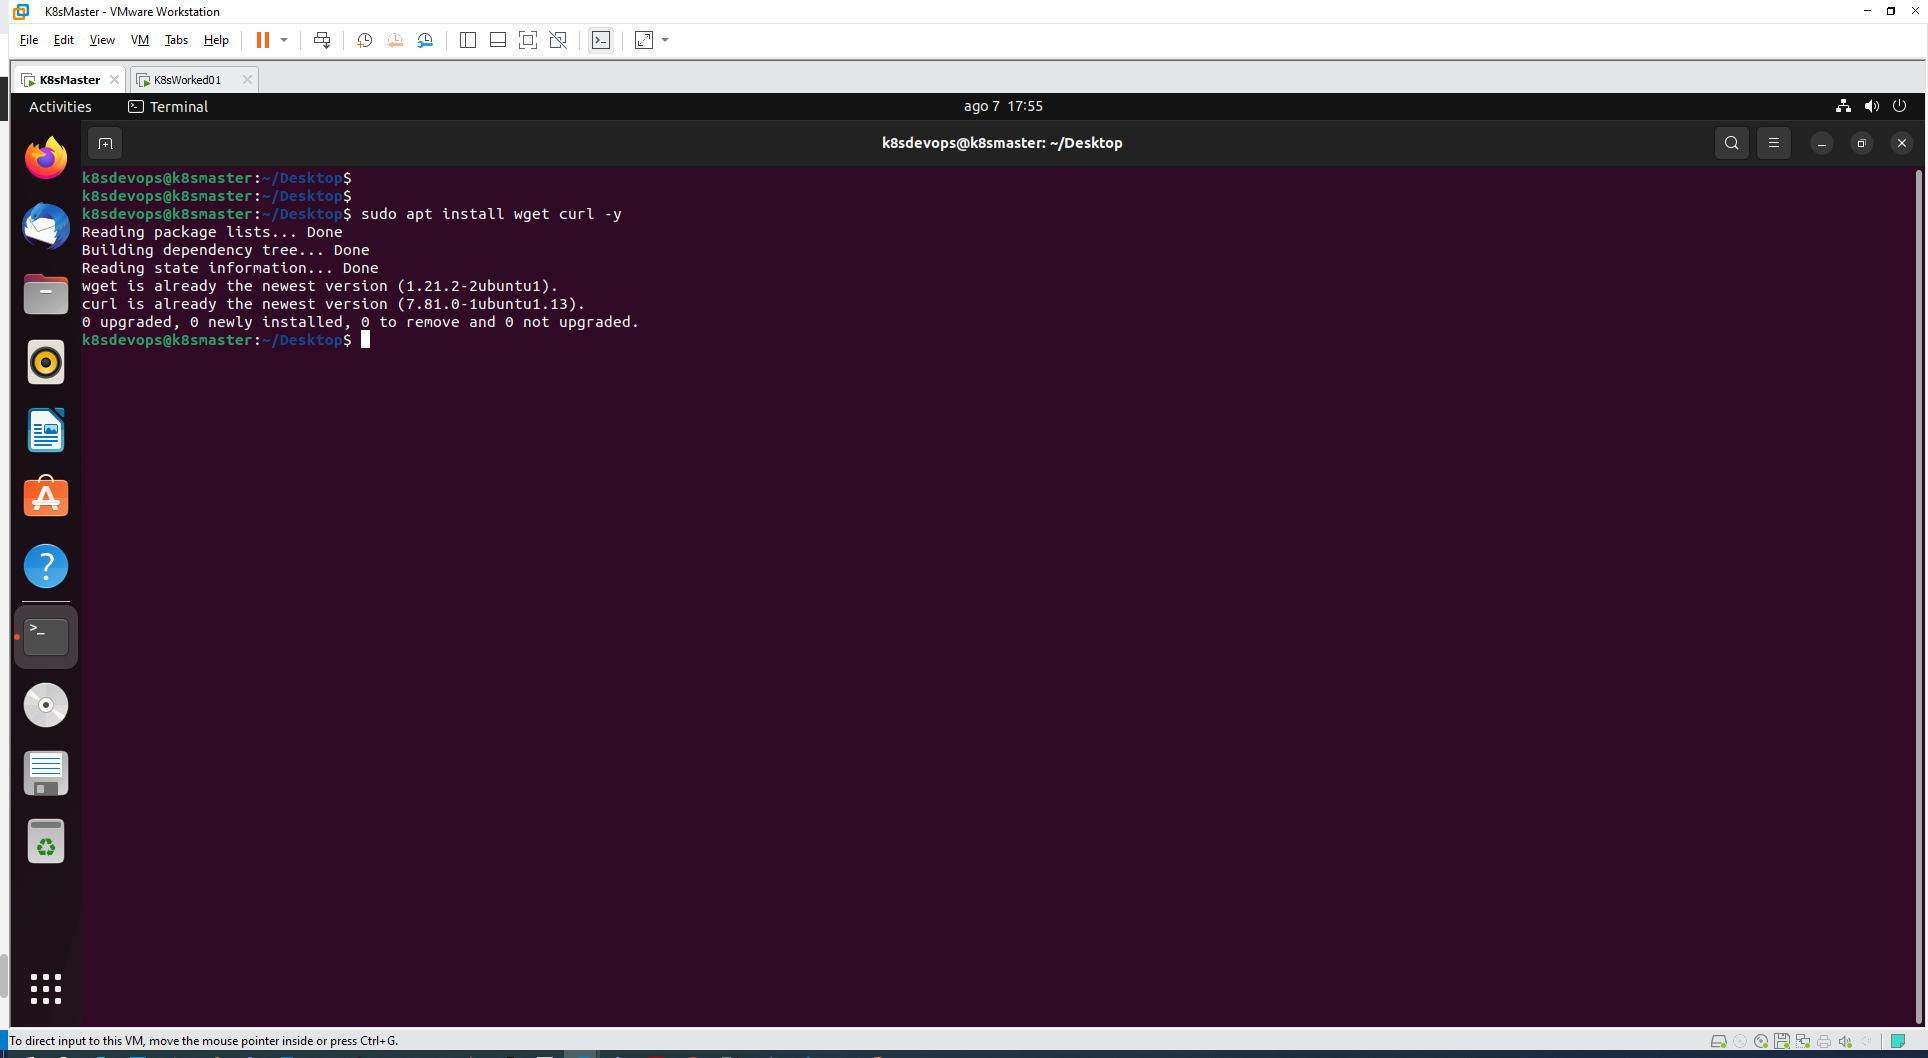 K8sMaster - VMware Workstation
File Edit View VM Tabs Help
K8sMaster K8sWorked01
Activities Terminal ago 7 17:55
k8sdevops@k8smaster: ~/Desktop
k8sdevops@k8smaster:~/Desktop$
k8sdevops@k8smaster:~/Desktop$
k8sdevops@k8smaster:~/Desktop$ sudo apt install wget curl -y
Reading package lists... Done
Building dependency tree... Done
Reading state information... Done
wget is already the newest version (1.21.2-2ubuntu1).
curl is already the newest version (7.81.0-1ubuntu1.13).
0 upgraded, 0 newly installed, 0 to remove and 0 not upgraded.
k8sdevops@k8smaster:~/Desktop$
To direct input to this VM, move the mouse pointer inside or press Ctrl+G.